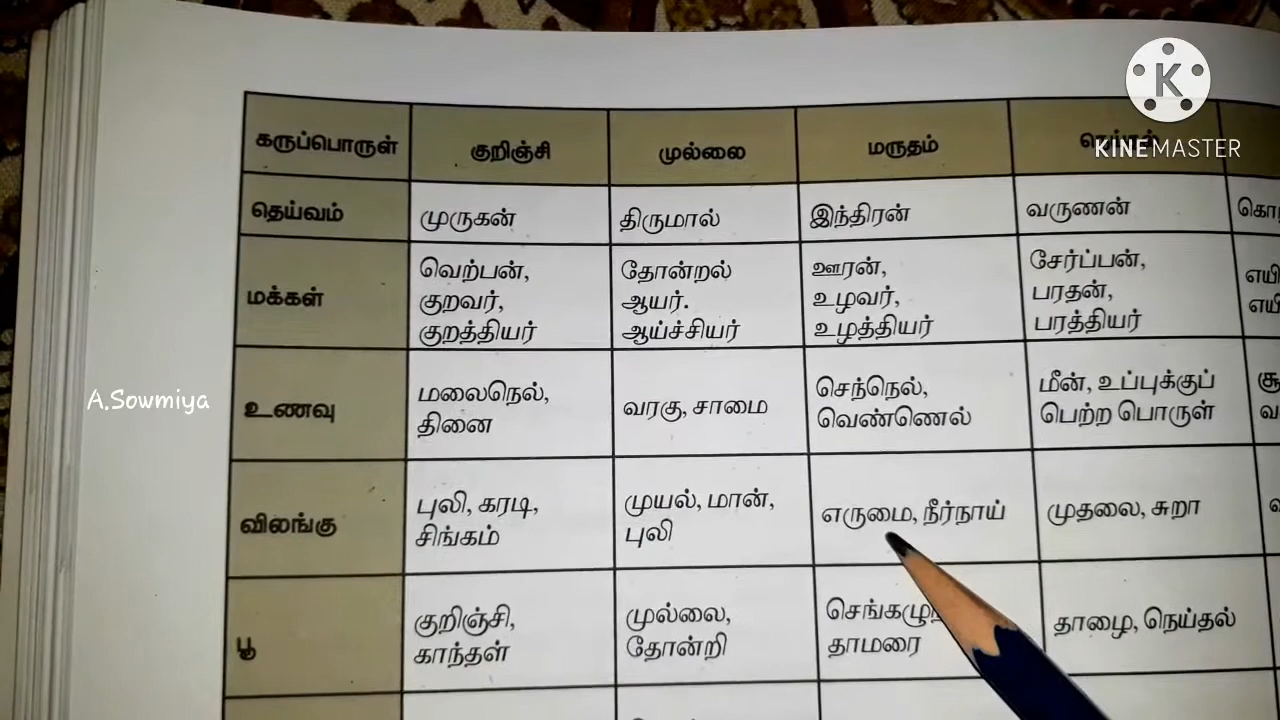 KINEMASTER
கருப்பொருள் குறிஞ்சி முல்லை மருதம்
தெய்வம் முருகன் திருமால் இந்திரன் வருணன்
மக்கள்
வெற்பன்,
குறவர்,
குறத்தியர்
தோன்றல்
ஆயர்.
ஆய்ச்சியர்
ஊரன்,
உழவர்,
உழத்தியர்
சேர்ப்பன்,
பரதன்,
பரத்தியர்
A.Sowmiya
உணவு
மலைநெல்,
தினை
வரகு, சாமை
செந்நெல்,
வெண்ணெல்
மீன், உப்புக்குப்
பெற்ற பொருள்
விலங்கு
புலி, கரடி,
சிங்கம்
முயல், மான்,
புலி
எருமை, நீர்நாய்
முதலை, சுறா
பூ
குறிஞ்சி,
காந்தள்
முல்லை,
தோன்றி
தாமரை
தாழை, நெய்தல்